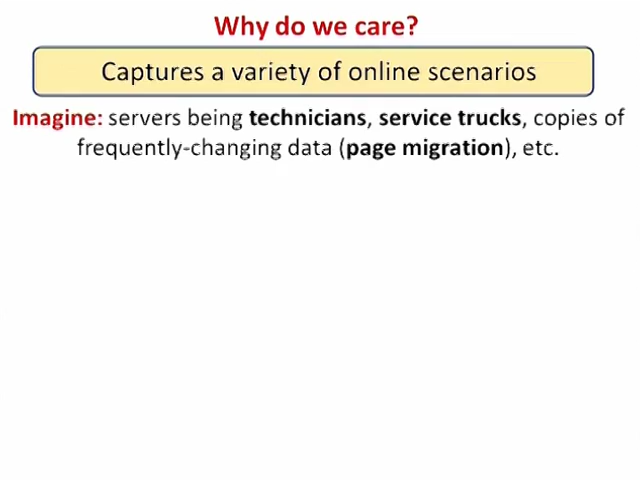 Why do we care?
Captures a variety of online scenarios
Imagine: servers being technicians, service trucks, copies of
frequently-changing data (page migration), etc.